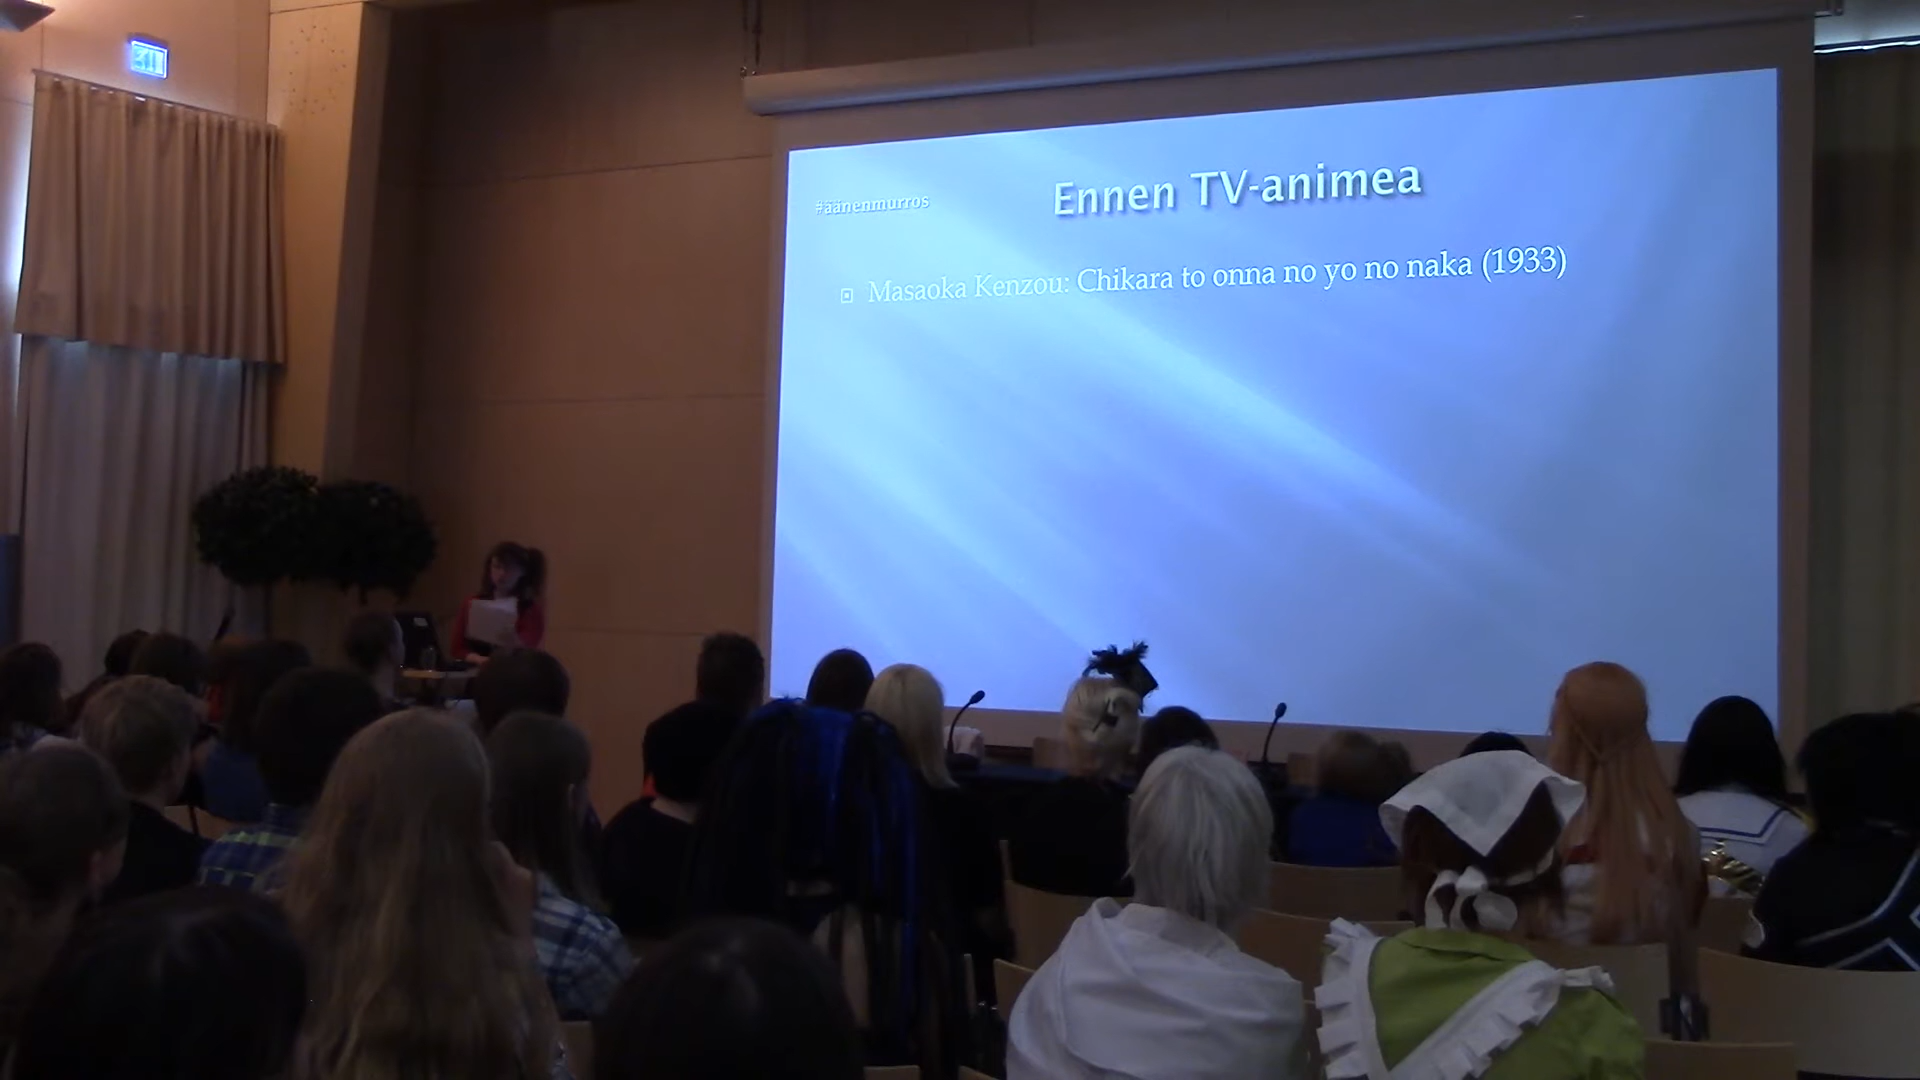 #äänenmurros
Ennen TV-animea
Masaoka Kenzou: Chikara to onna no yo no naka (1933)